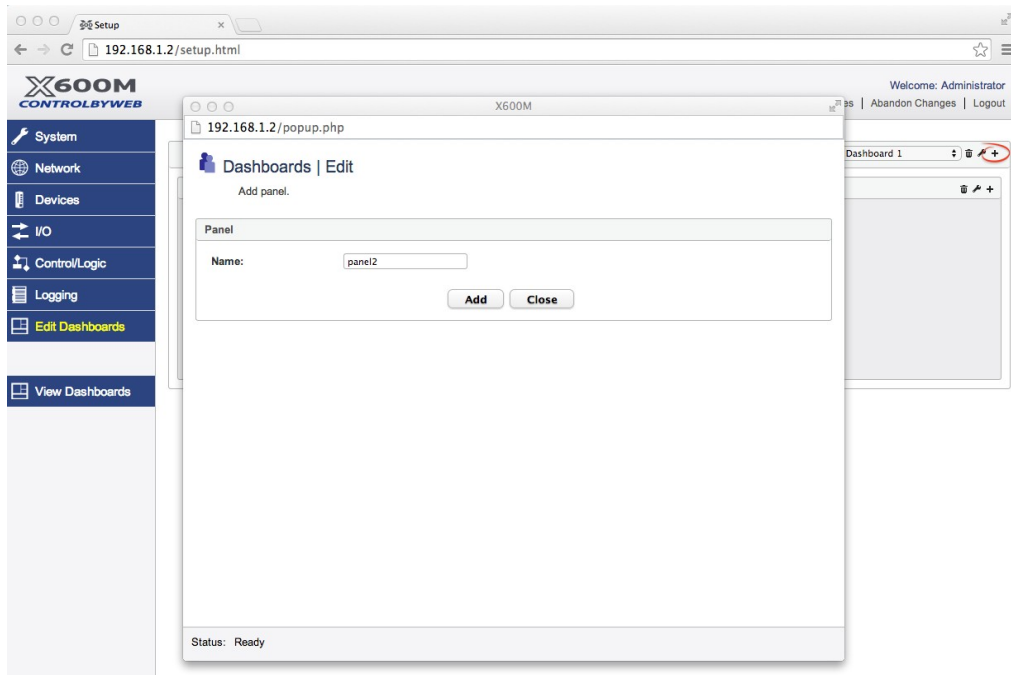 Setup
192.168.1.2/setup.html
X600M
CONTROLBYWEB
Welcome: Administrator
| Abandon Changes | Logout
X600M
192.168.1.2/popup.php
System
Network
Devices
I/O
Control/Logic
Logging
Edit Dashboards
View Dashboards
Dashboard 1
Dashboards | Edit
Add panel.
Panel
Name: panel2
Add Close
Status: Ready